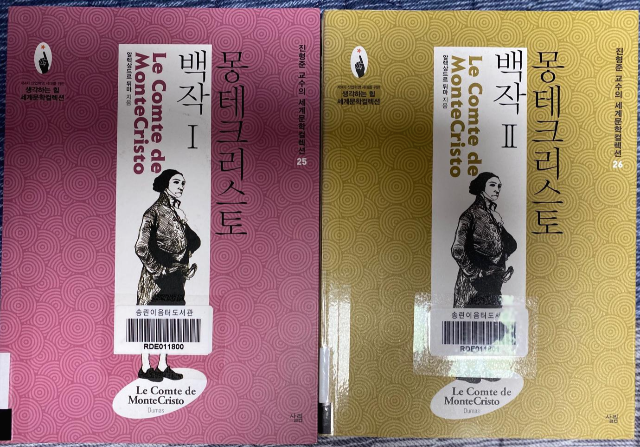 생각하는 힘
세계문학컬렉션
진형준 교수의 세계문학컬렉션 25
몽테크리스토
백작 I
알렉상드르 뒤마 지음
Le Comte de
MonteCristo
송린이음터도서관
RDE011800
Le Comte de
MonteCristo
Dumas
살림
생각하는 힘
세계문학컬렉션
진형준 교수의 세계문학컬렉션 26
몽테크리스토
백작 II
알렉상드르 뒤마 지음
Le Comte de
MonteCristo
송린이음터도서
Le Comte de
MonteCristo
Dumas
살림